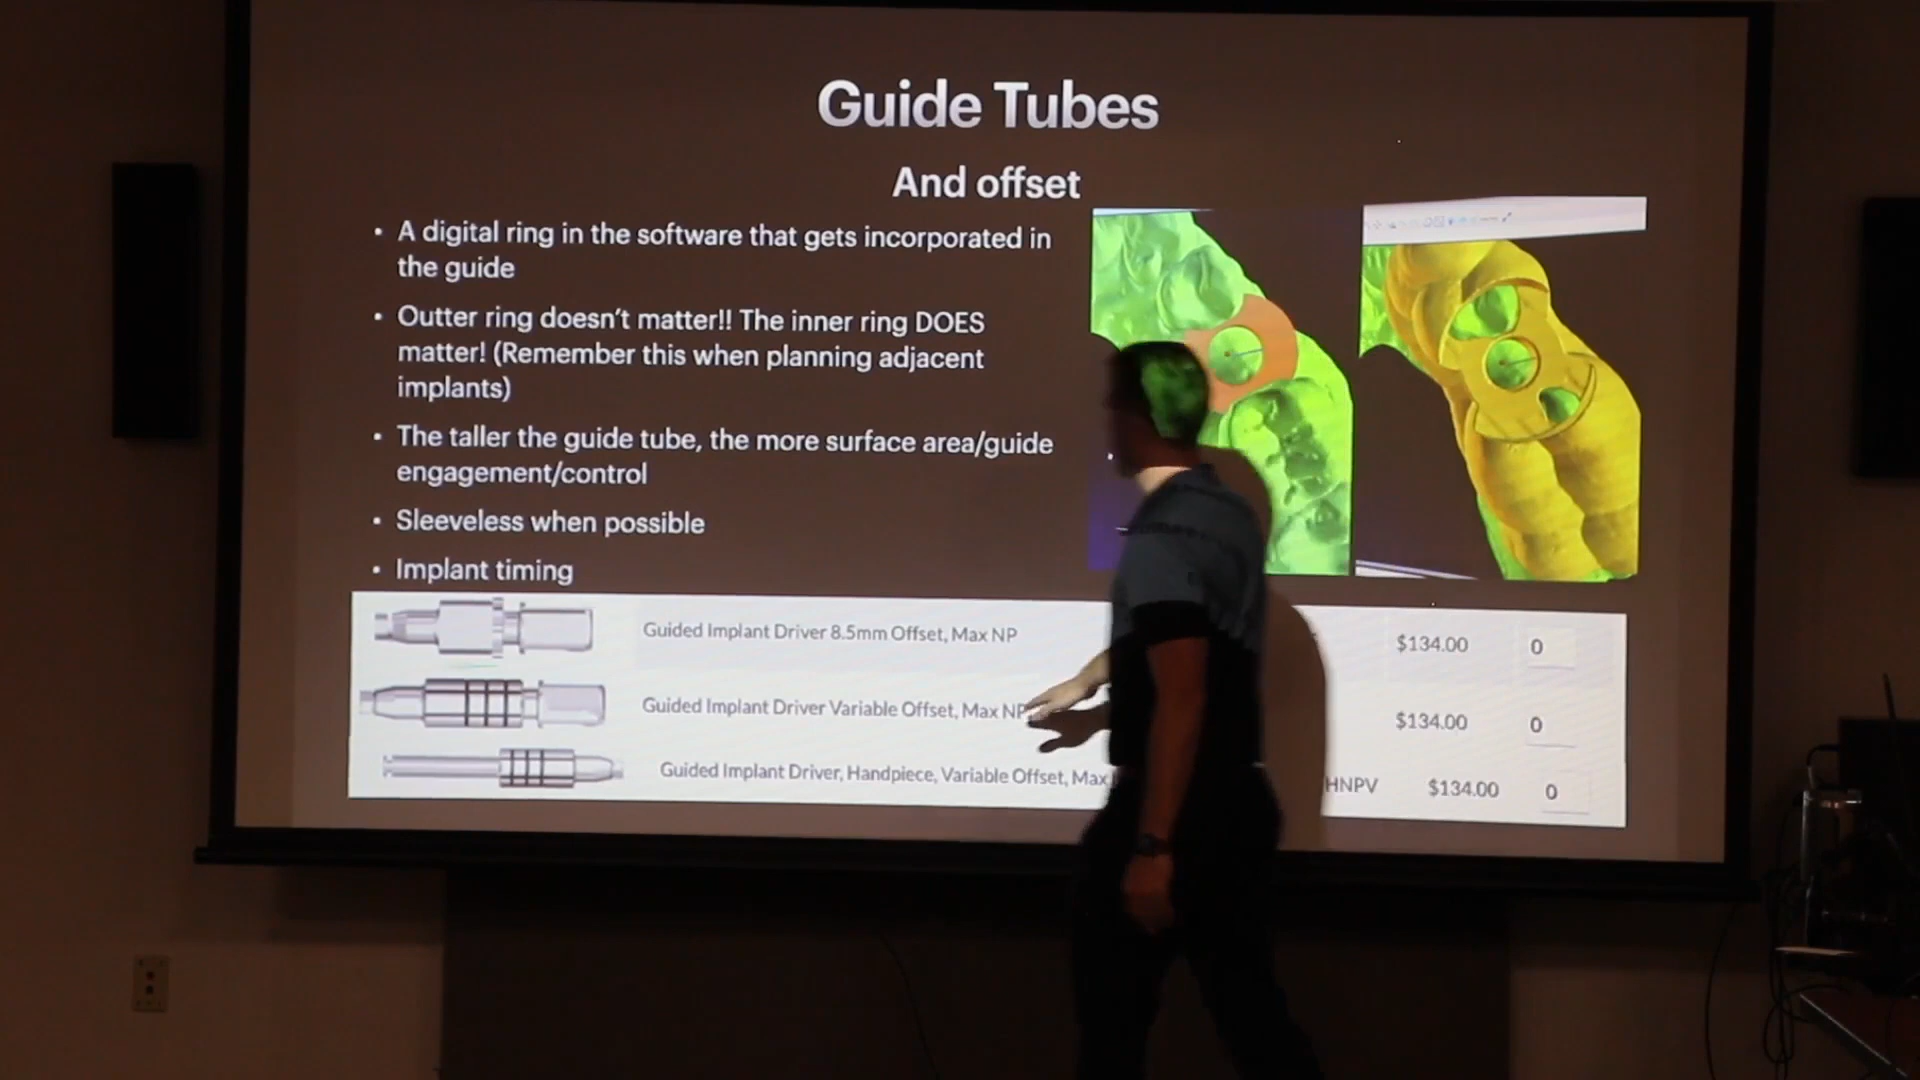 Guide Tubes
And offset
• A digital ring in the software that gets incorporated in
the guide
• Outter ring doesn't matter!! The inner ring DOES
matter! (Remember this when planning adjacent
implants)
• The taller the guide tube, the more surface area/guide
engagement/control
• Sleeveless when possible
• Implant timing
Guided Implant Driver 8.5mm Offset, Max NP $134.00 0
Guided Implant Driver Variable Offset, Max NP $134.00 0
Guided Implant Driver, Handpiece, Variable Offset, Max HNPV $134.00 0